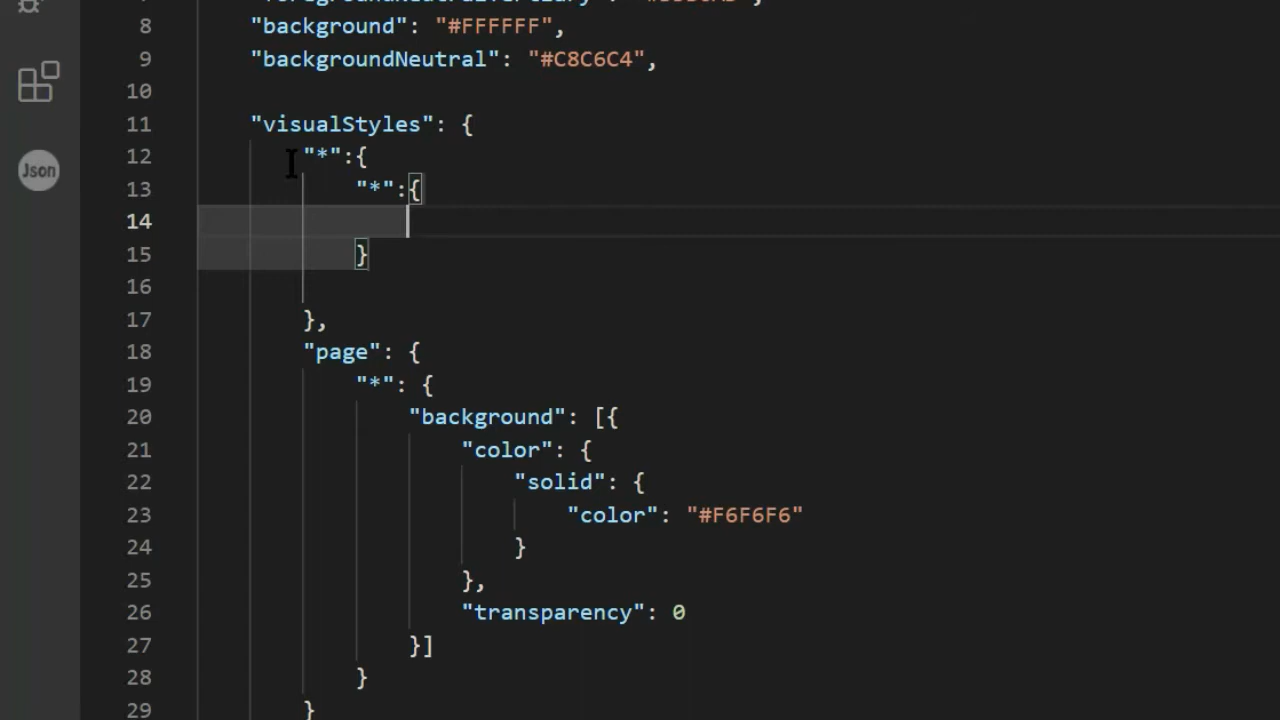 8 "background": "#FFFFFF",
9 "backgroundNeutral": "#C8C6C4",
10
11 "visualStyles": {
12 "*":{
13 "*":{
14
15 }
16
17 },
18 "page": {
19 "*": {
20 "background": [{
21 "color": {
22 "solid": {
23 "color": "#F6F6F6"
24 }
25 },
26 "transparency": 0
27 }]
28 }
29 }
Json